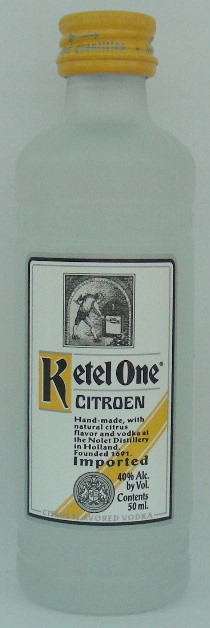 Ketel One®
CITROEN
Hand-made, with
natural citrus
flavor and vodka at
the Nolet Distillery
in Holland.
Founded 1691.
Imported
40% Alc.
by Vol.
Contents
50 ml.
CITRUS FLAVORED VODKA